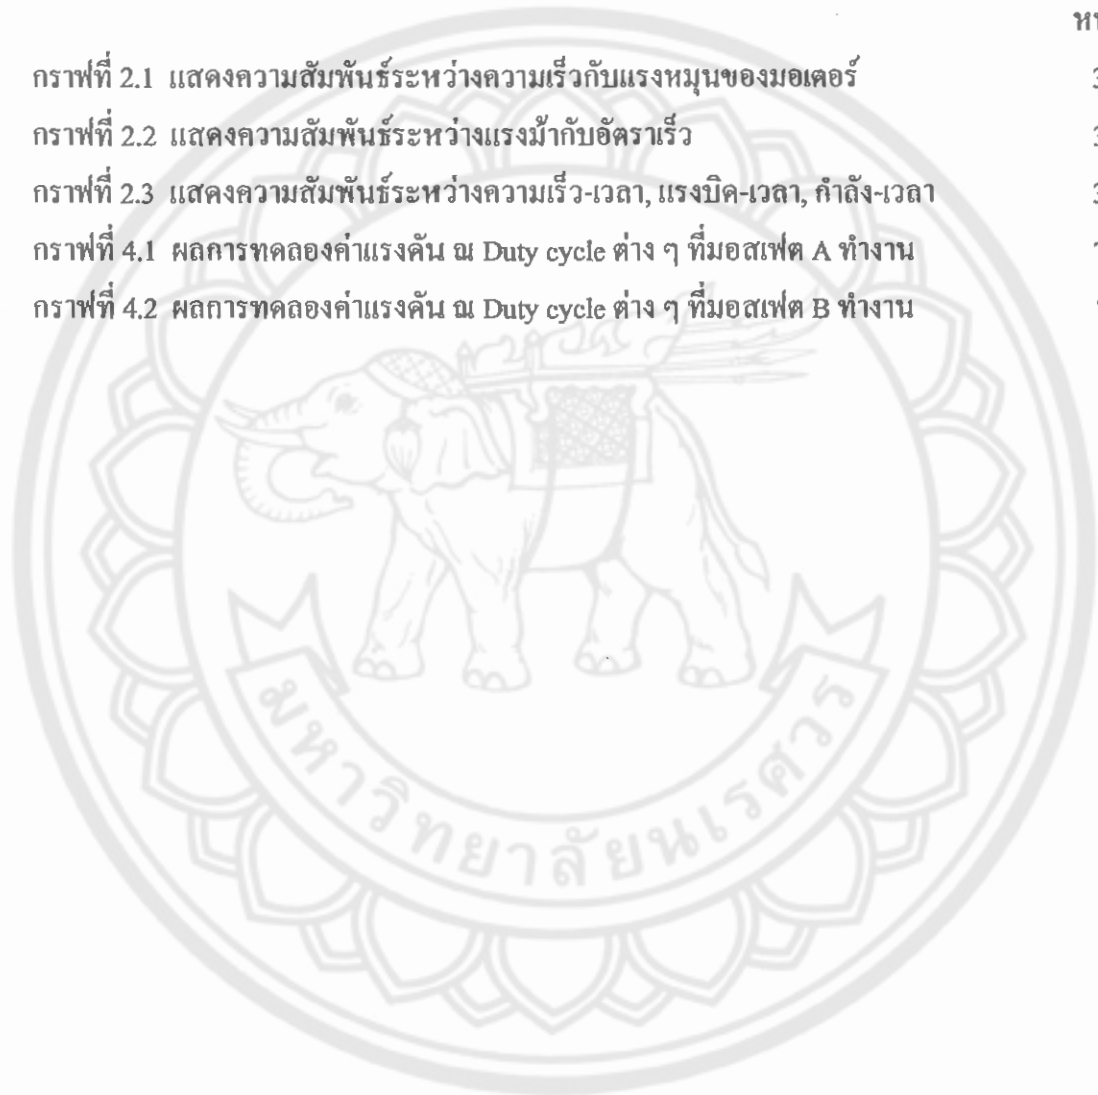 กราฟที่ 2.1 แสดงความสัมพันธ์ระหว่างความเร็วกับแรงหมุนของมอเตอร์
กราฟที่ 2.2 แสดงความสัมพันธ์ระหว่างแรงม้ากับอัตราเร็ว
กราฟที่ 2.3 แสดงความสัมพันธ์ระหว่างความเร็ว-เวลา, แรงบิด-เวลา, กำลัง-เวลา
กราฟที่ 4.1 ผลการทดลองค่าแรงดัน ณ Duty cycle ต่าง ๆ ที่มอสเฟต A ทำงาน
กราฟที่ 4.2 ผลการทดลองค่าแรงดัน ณ Duty cycle ต่าง ๆ ที่มอสเฟต B ทำงาน
มหาวิทยาลัยนเรศวร